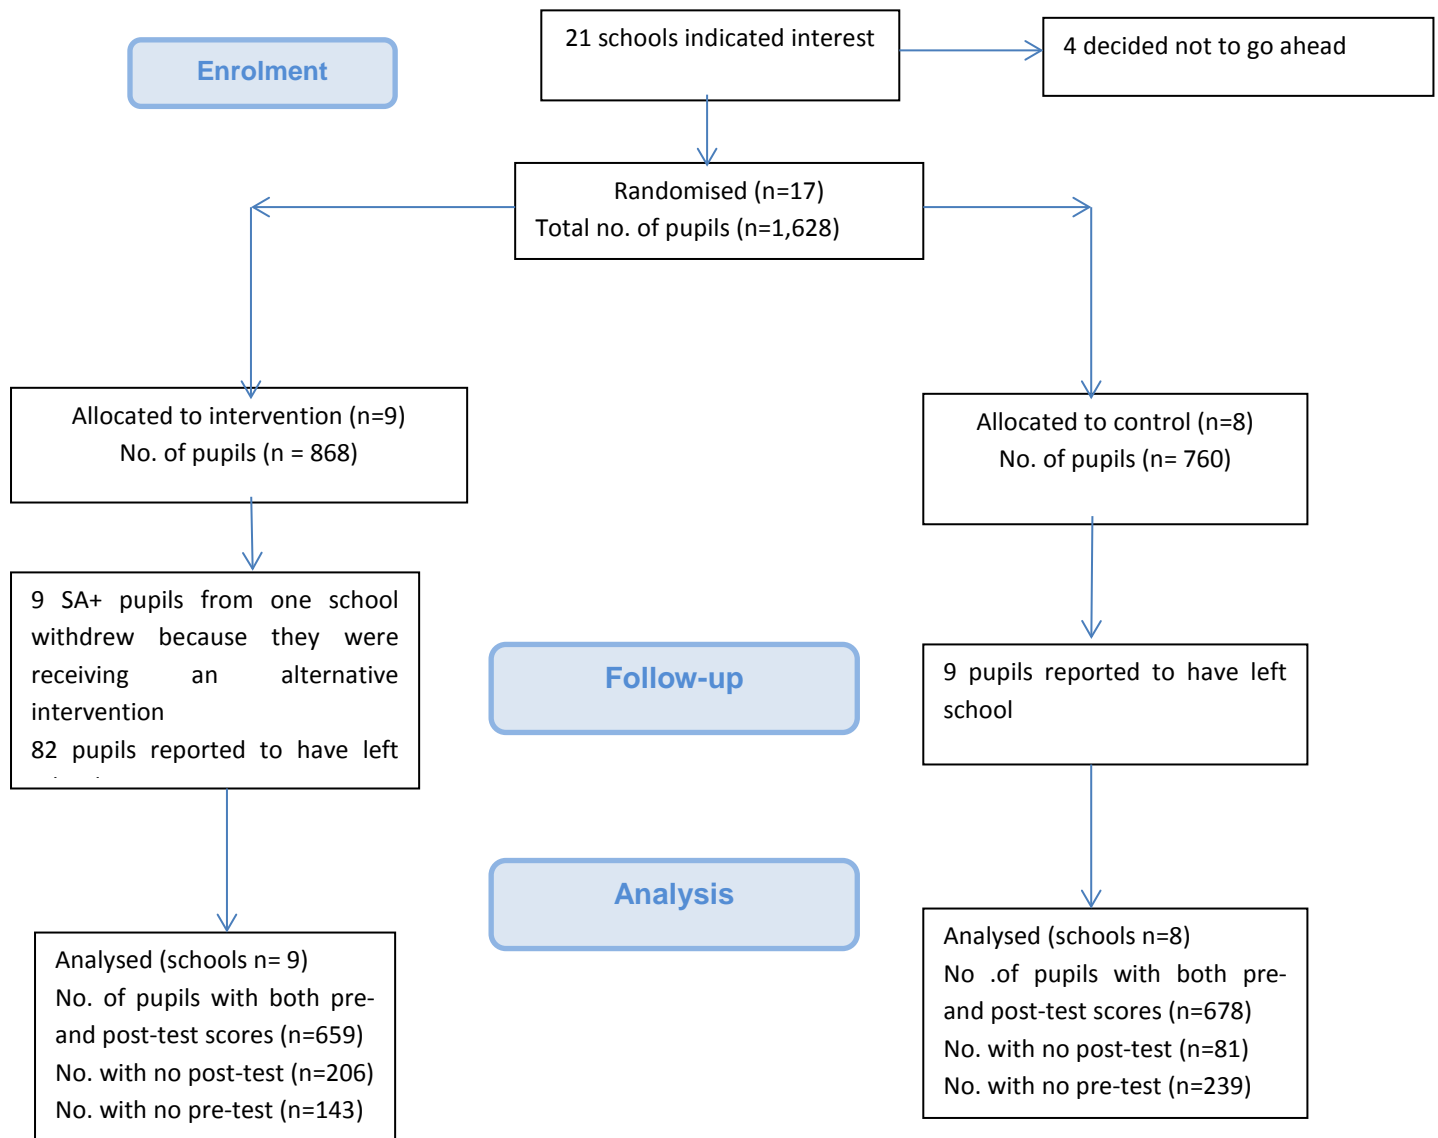 21 schools indicated interest
4 decided not to go ahead
Enrolment
Randomised (n=17)
Total no. of pupils (n=1,628)
Allocated to intervention (n=9)
No. of pupils (n = 868)
Allocated to control (n=8)
No. of pupils (n= 760)
9 SA+ pupils from one school
withdrew because they were
receiving an alternative
intervention
82 pupils reported to have left
Follow-up
9 pupils reported to have left
school
Analysis
Analysed (schools n= 9)
No. of pupils with both pre-
and post-test scores (n=659)
No. with no post-test (n=206)
No. with no pre-test (n=143)
Analysed (schools n=8)
No .of pupils with both pre-
and post-test scores (n=678)
No. with no post-test (n=81)
No. with no pre-test (n=239)